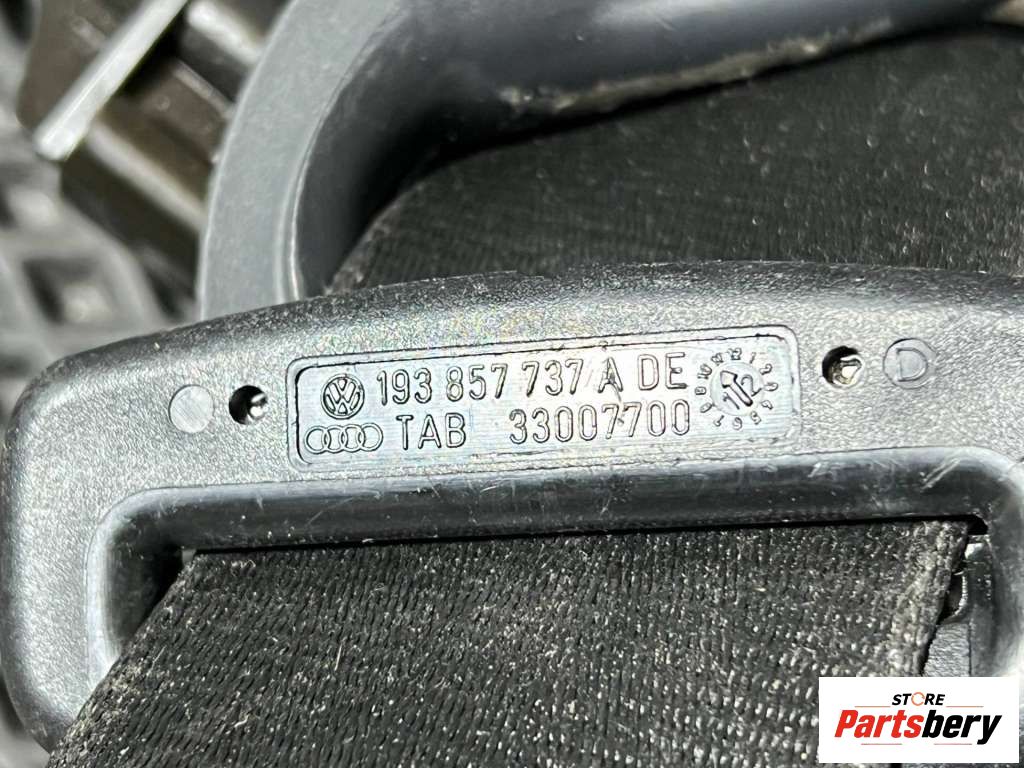 193 857 737 A DE
TAB 33007700
D
STORE
Partsbery